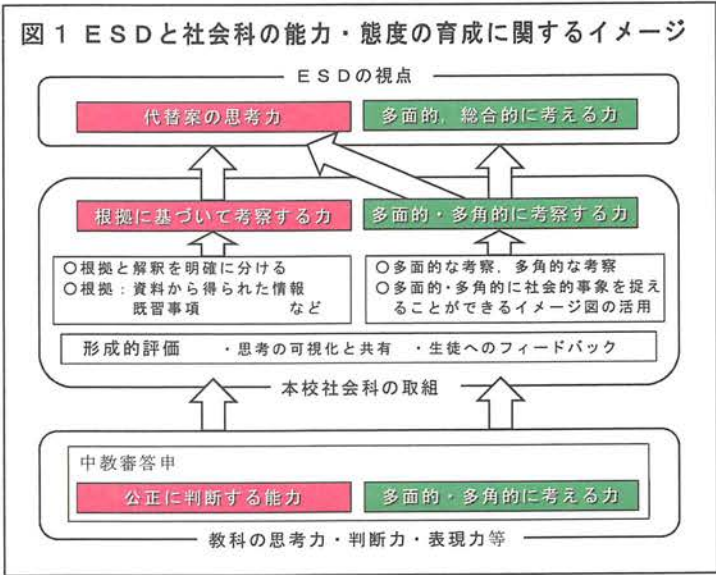 図1 ESDと社会科の能力・態度の育成に関するイメージ
ESDの視点
代替案の思考力
多面的，総合的に考える力
根拠に基づいて考察する力
多面的・多角的に考察する力
○根拠と解釈を明確に分ける
○根拠：資料から得られた情報
既習事項 など
○多面的な考察，多角的な考察
○多面的・多角的に社会的事象を捉え
ることができるイメージ図の活用
形成的評価 ・思考の可視化と共有 ・生徒へのフィードバック
本校社会科の取組
中教審答申
公正に判断する能力
多面的・多角的に考える力
教科の思考力・判断力・表現力等